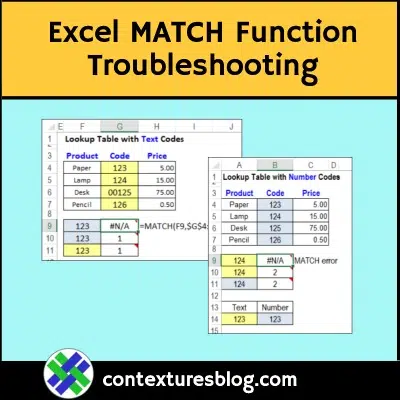 Excel MATCH Function
Troubleshooting
E F G H I J
1 Lookup Table with Text Codes
2
3 Product Code Price
4 Paper 123 5.00
5 Lamp 124 15.00
6 Desk 00125 75.00
7 Pencil 126 0.50
9 123 #N/A =MATCH(F9,$G$4:
10 123 1
11 123 1
A B C D
1 Lookup Table with Number Codes
2
3 Product Code Price
4 Paper 123 5.00
5 Lamp 124 15.00
6 Desk 125 75.00
7 Pencil 126 0.50
9 124 #N/A MATCH error
10 124 2
11 124 2
12
13 Text Number
14 123 123
15
contexturesblog.com